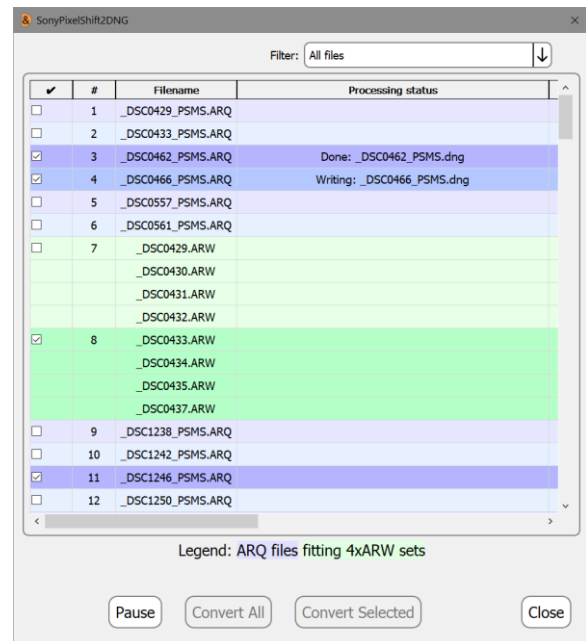 SonyPixelShift2DNG
Filter: All files
✔ # Filename Processing status
1 _DSC0429_PSMS.ARQ
2 _DSC0433_PSMS.ARQ
3 _DSC0462_PSMS.ARQ Done: _DSC0462_PSMS.dng
4 _DSC0466_PSMS.ARQ Writing: _DSC0466_PSMS.dng
5 _DSC0557_PSMS.ARQ
6 _DSC0561_PSMS.ARQ
7 _DSC0429.ARW
_DSC0430.ARW
_DSC0431.ARW
_DSC0432.ARW
8 _DSC0433.ARW
_DSC0434.ARW
_DSC0435.ARW
_DSC0437.ARW
9 _DSC1238_PSMS.ARQ
10 _DSC1242_PSMS.ARQ
11 _DSC1246_PSMS.ARQ
12 _DSC1250_PSMS.ARQ
Legend: ARQ files fitting 4xARW sets
Pause Convert All Convert Selected Close